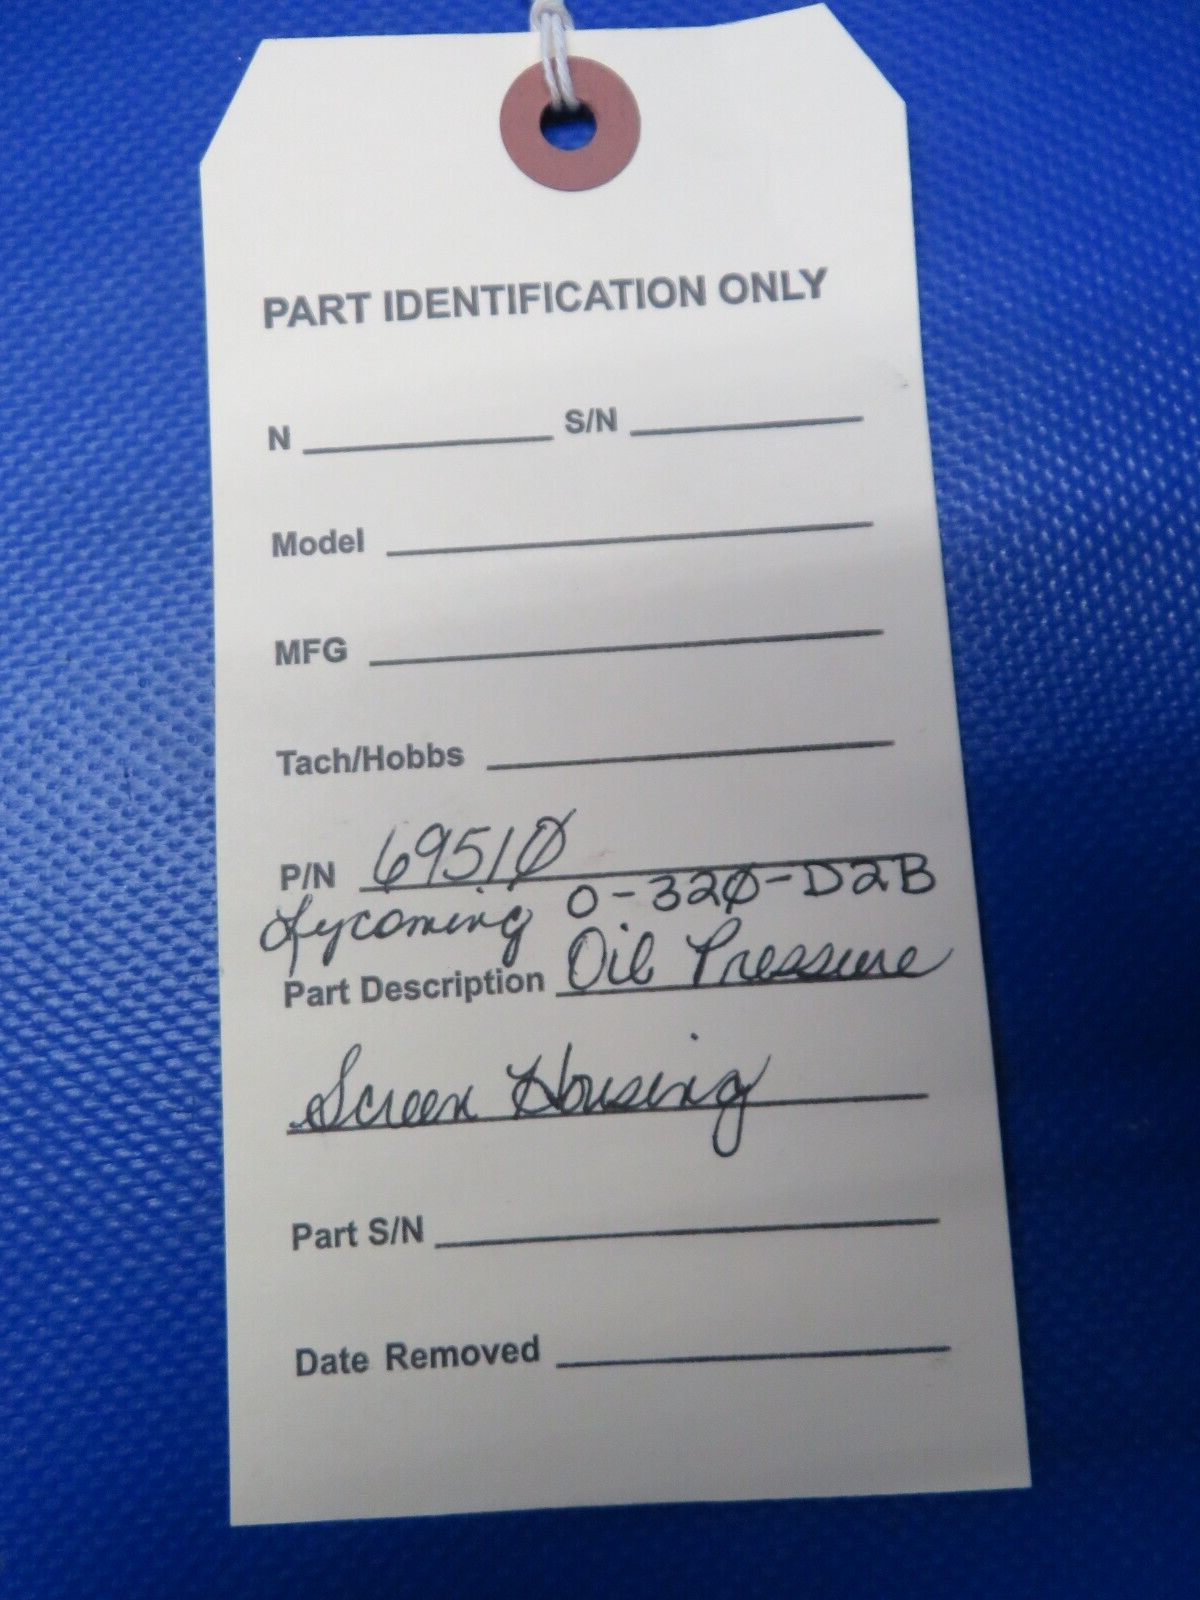 PART IDENTIFICATION ONLY
N S/N
Model
MFG
Tach/Hobbs
P/N 69510
Lycoming O-320-D2B
Part Description Oil Pressure
Screen Housing
Part S/N
Date Removed